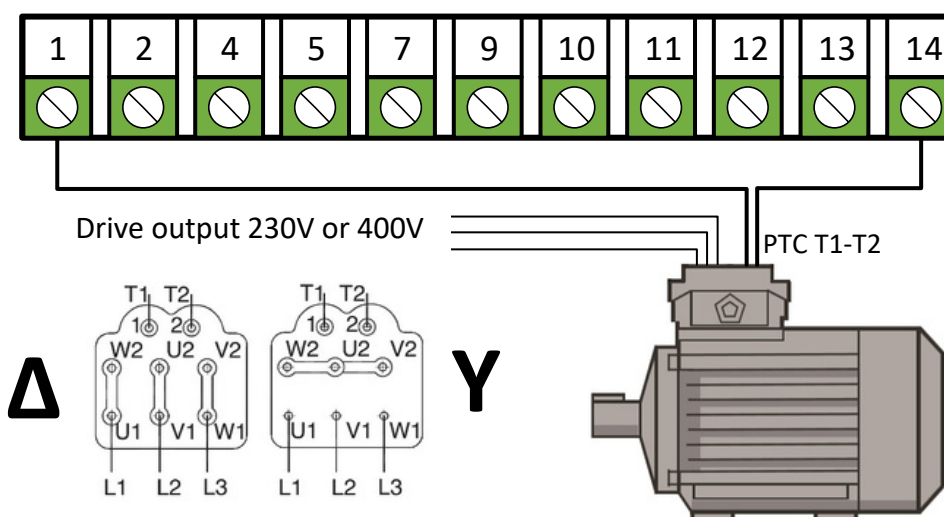 1 2 4 5 7 9 10 11 12 13 14
Drive output 230V or 400V
PTC T1-T2
T1 T2 T1 T2
1 2 1 2
W2 U2 V2 W2 U2 V2
Δ Y
U1 V1 W1 U1 V1 W1
L1 L2 L3 L1 L2 L3